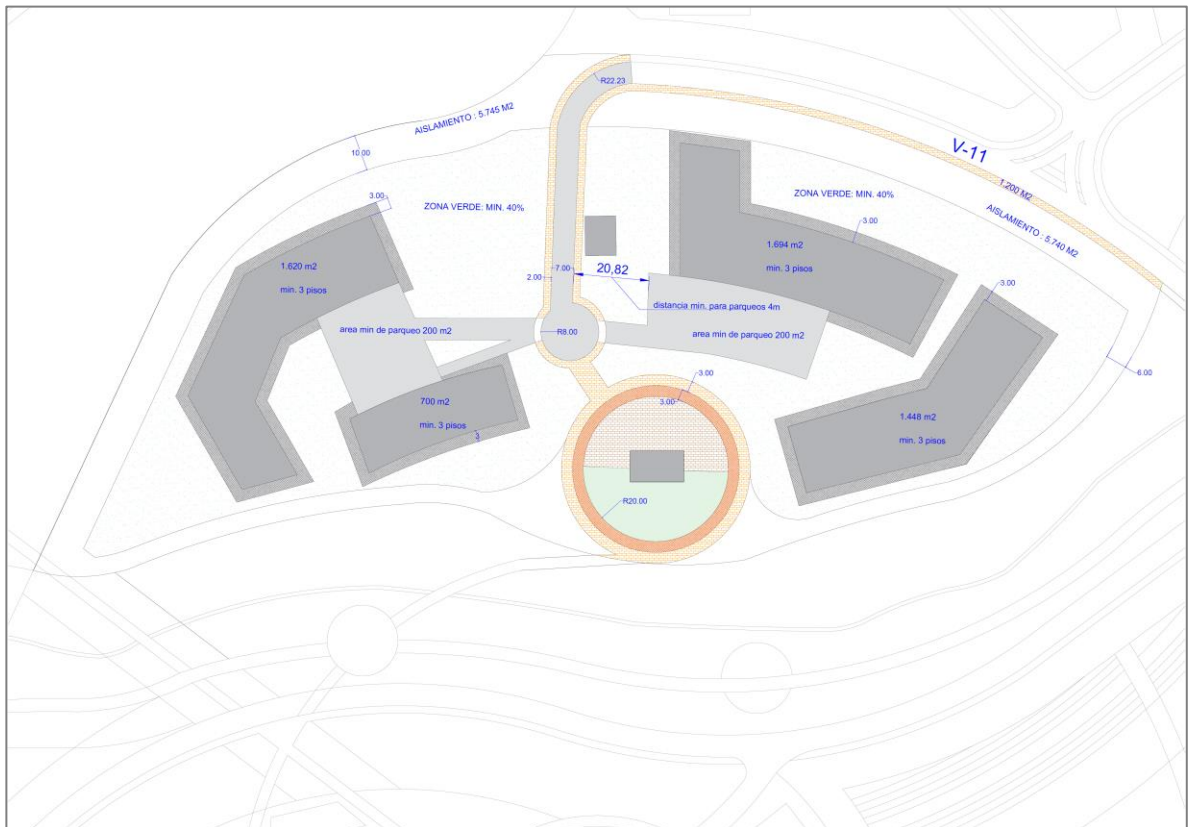 R22.23
AISLAMIENTO : 5.745 M2
10.00
V-11
1.200 M2
3.00
ZONA VERDE: MIN. 40%
ZONA VERDE: MIN. 40%
AISLAMIENTO : 5.740 M2
3.00
1.694 m2
min. 3 pisos
1.620 m2
min. 3 pisos
7.00
2.00
20,82
3.00
distancia min. para parqueos 4m
area min de parqueo 200 m2
R8.00
area min de parqueo 200 m2
6.00
3.00
3.00
700 m2
min. 3 pisos
3
1.448 m2
min. 3 pisos
R20.00